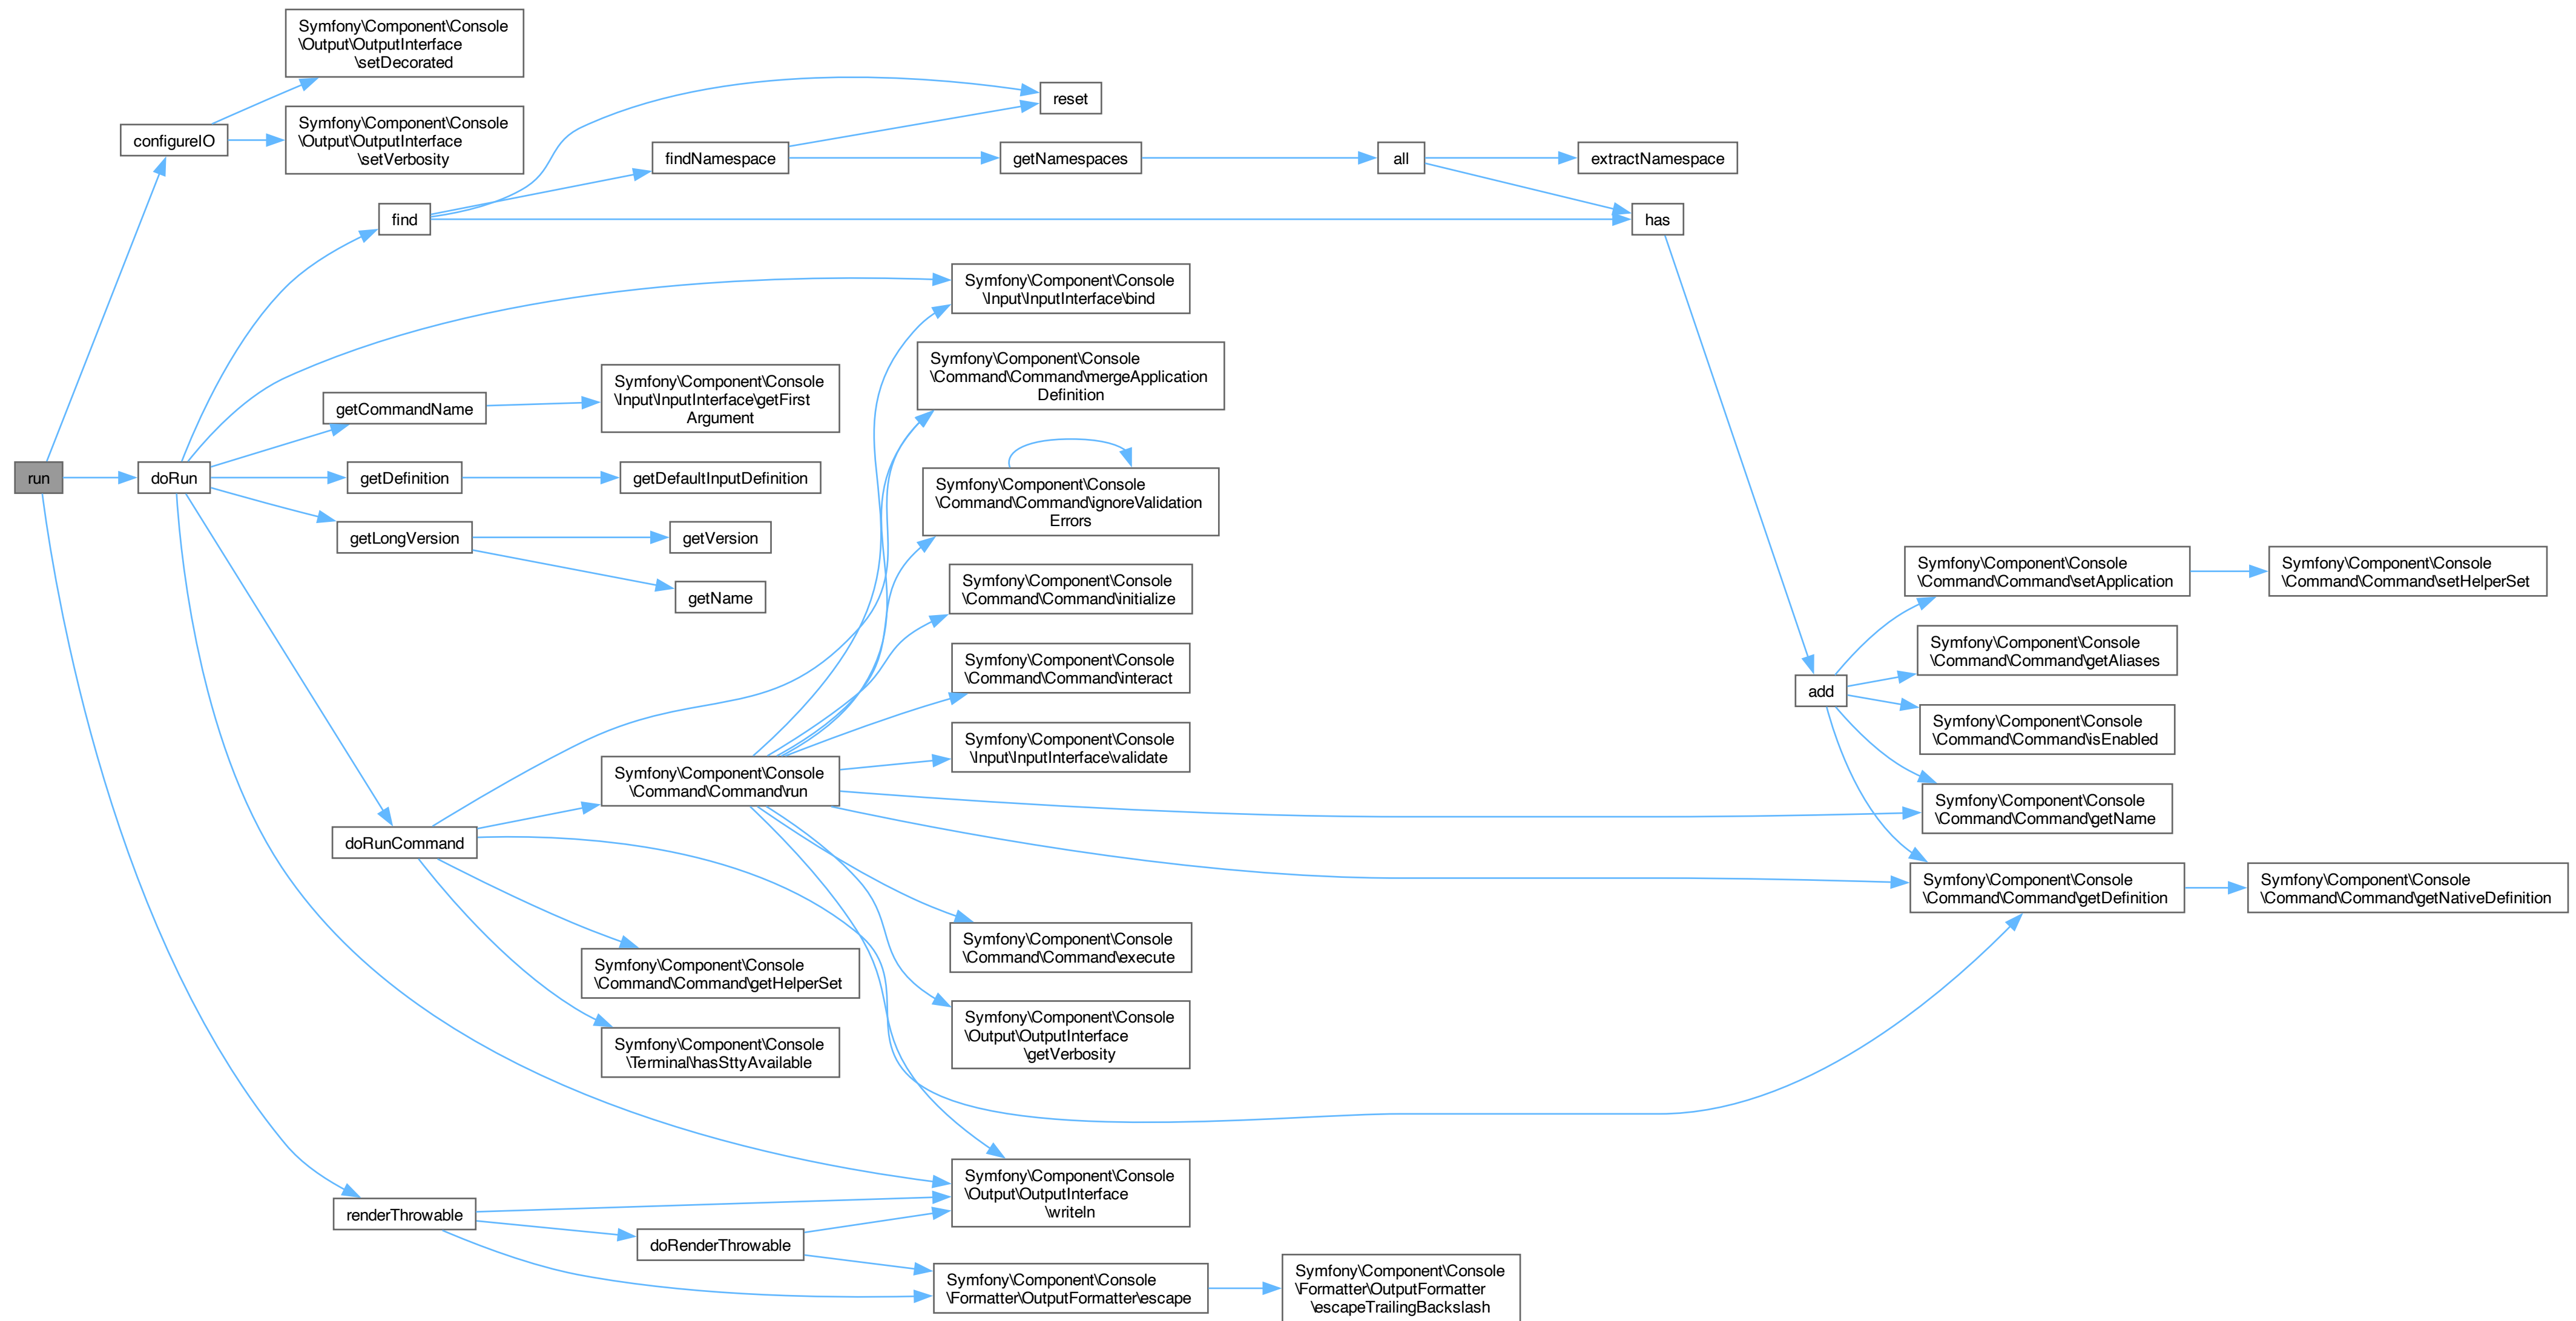 Symfony\Component\Console
\Output\OutputInterface
\setDecorated
Symfony\Component\Console
\Output\OutputInterface
\setVerbosity
configureIO
reset
findNamespace
getNamespaces
all
extractNamespace
find
has
Symfony\Component\Console
\Input\InputInterface\bind
Symfony\Component\Console
\Command\Command\mergeApplication
Definition
getCommandName
Symfony\Component\Console
\Input\InputInterface\getFirst
Argument
run
doRun
getDefinition
getDefaultInputDefinition
Symfony\Component\Console
\Command\Command\ignoreValidation
Errors
getLongVersion
getVersion
getName
Symfony\Component\Console
\Command\Command\initialize
Symfony\Component\Console
\Command\Command\setApplication
Symfony\Component\Console
\Command\Command\setHelperSet
Symfony\Component\Console
\Command\Command\interact
Symfony\Component\Console
\Command\Command\getAliases
add
Symfony\Component\Console
\Command\Command\isEnabled
Symfony\Component\Console
\Input\InputInterface\validate
Symfony\Component\Console
\Command\Command\run
Symfony\Component\Console
\Command\Command\getName
doRunCommand
Symfony\Component\Console
\Command\Command\getDefinition
Symfony\Component\Console
\Command\Command\getNativeDefinition
Symfony\Component\Console
\Command\Command\execute
Symfony\Component\Console
\Command\Command\getHelperSet
Symfony\Component\Console
\Output\OutputInterface
\getVerbosity
Symfony\Component\Console
\Terminal\hasSttyAvailable
Symfony\Component\Console
\Output\OutputInterface
\writeln
renderThrowable
doRenderThrowable
Symfony\Component\Console
\Formatter\OutputFormatter\escape
Symfony\Component\Console
\Formatter\OutputFormatter
\escapeTrailingBackslash